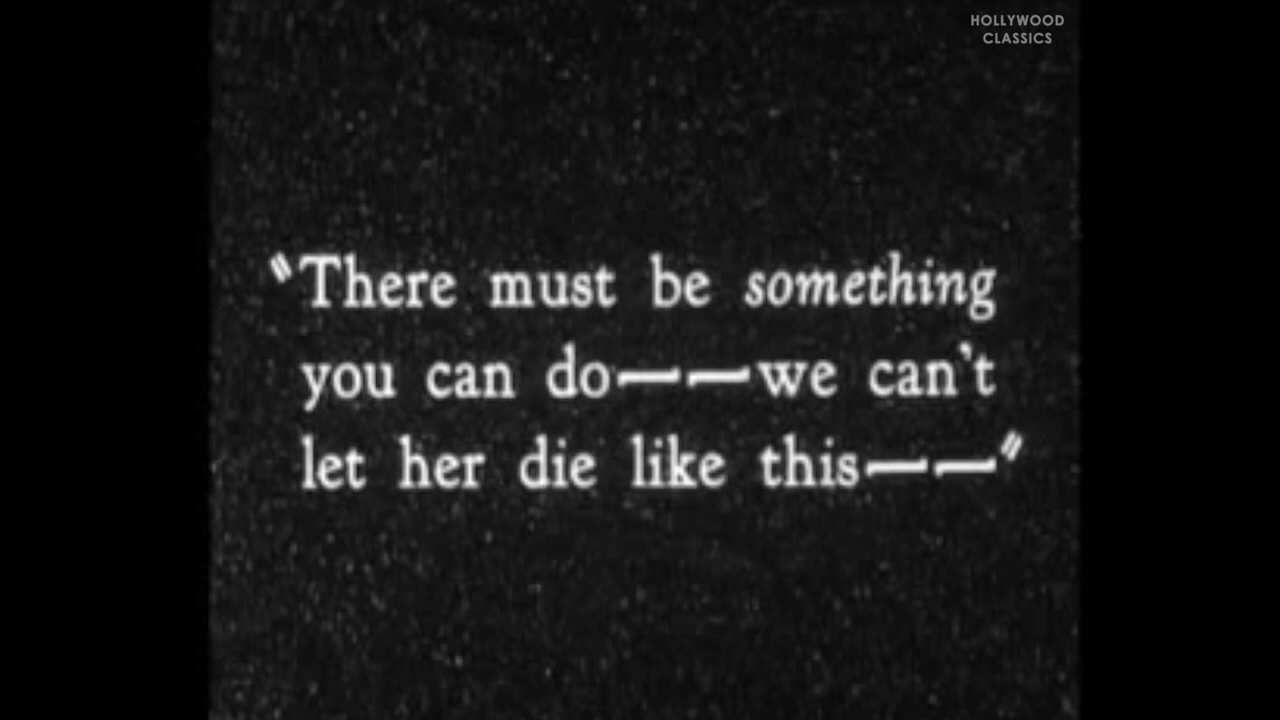 HOLLYWOOD
CLASSICS
"There must be something
you can do——we can't
let her die like this——"